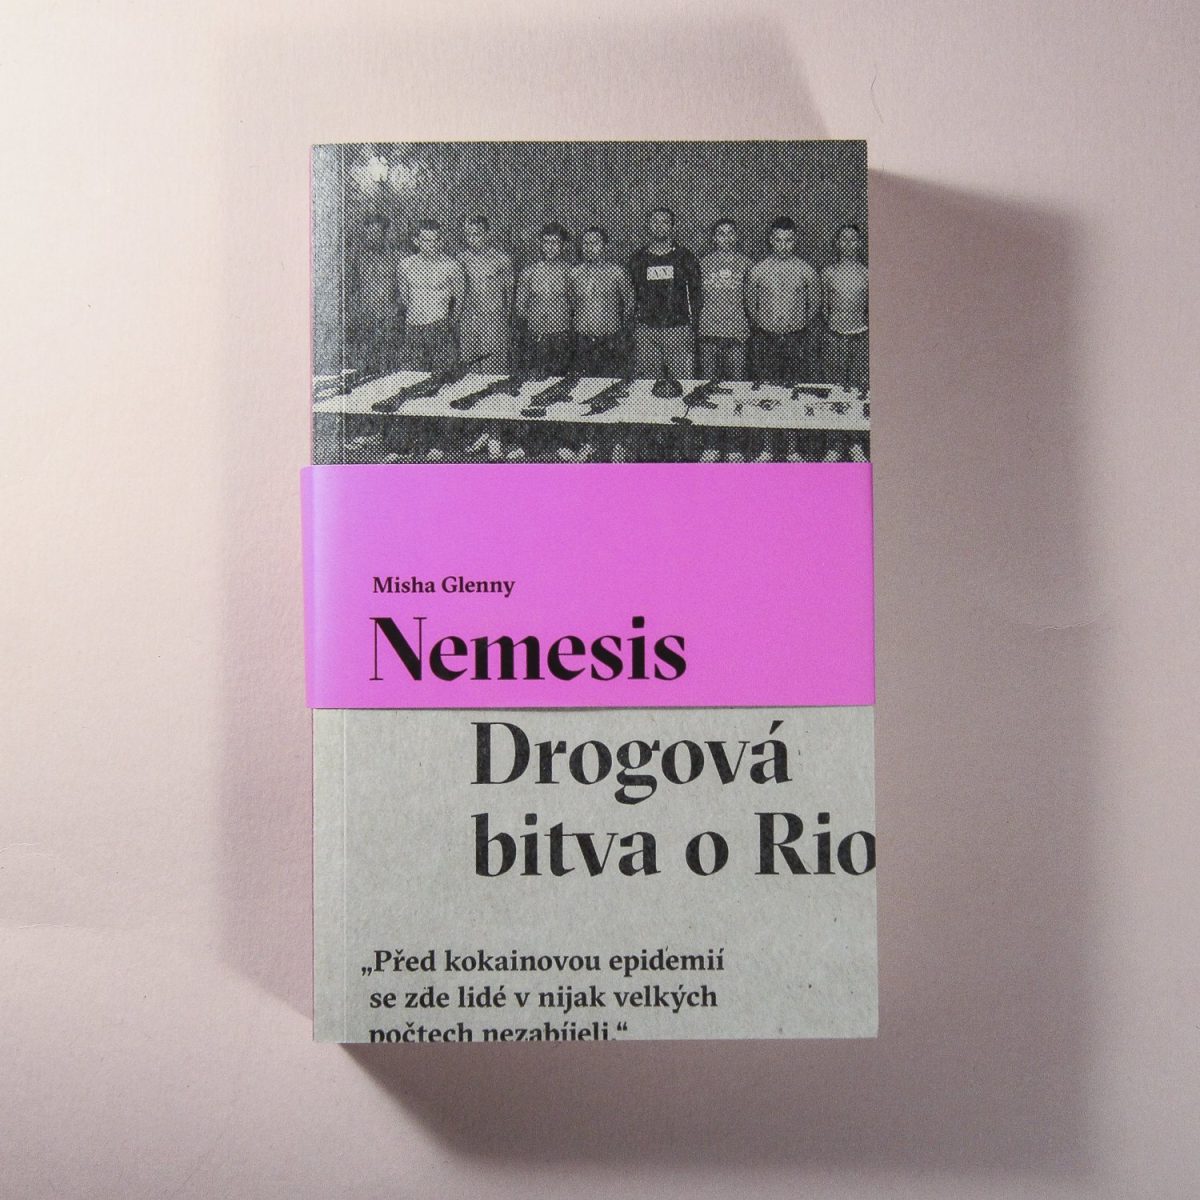 Misha Glenny
Nemesis
Drogová
bitva o Rio
„Před kokainovou epidemií
se zde lidé v nijak velkých
počtech nezabíjeli.“